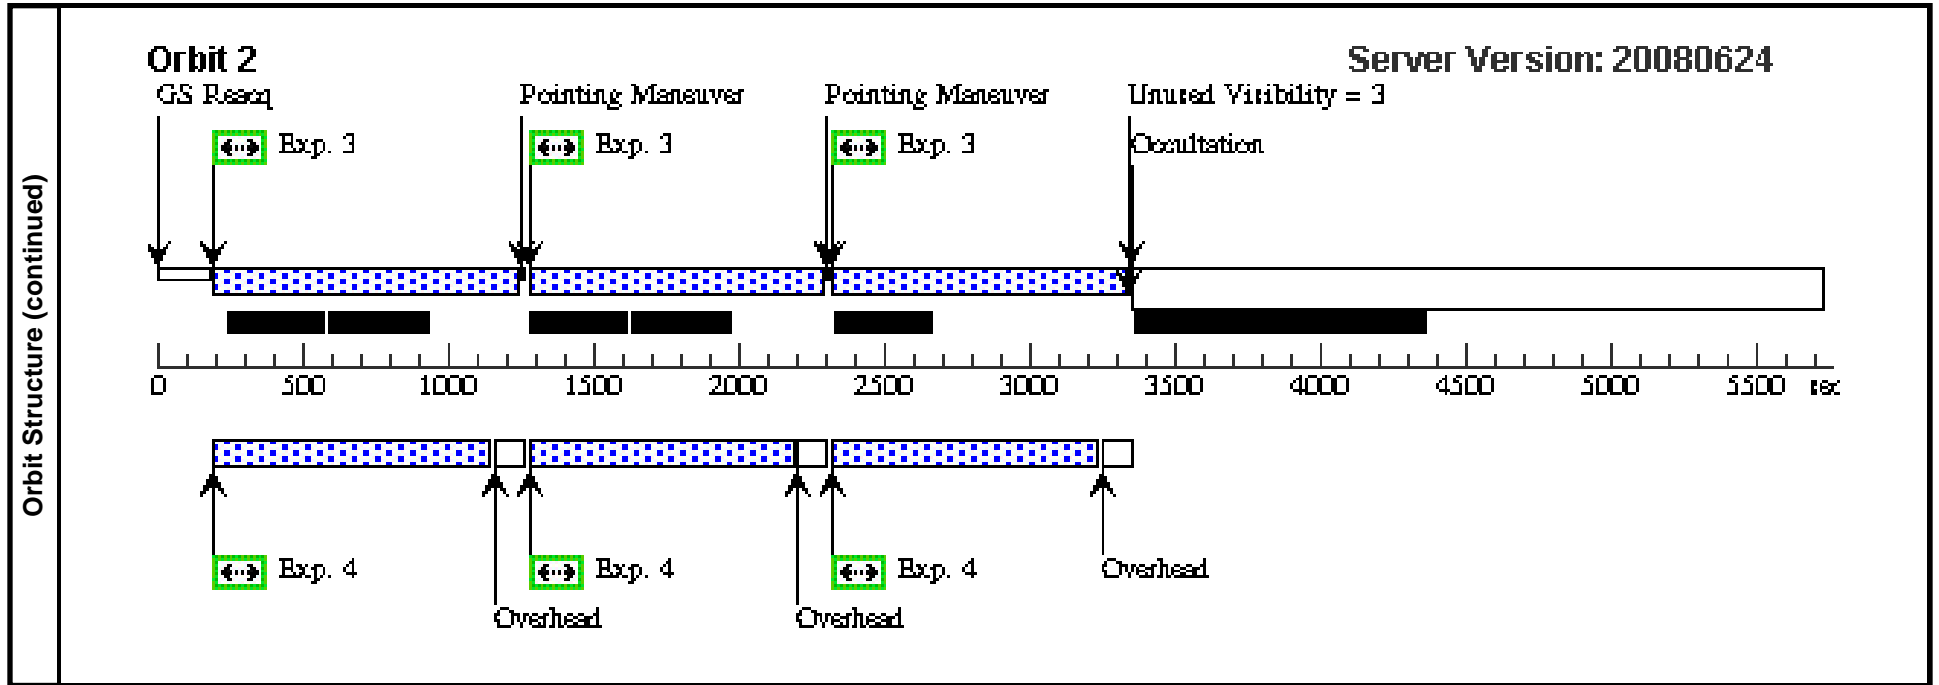 Orbit Structure (continued)
Orbit 2
Server Version: 20080624
GS Reacq
Pointing Maneuver
Pointing Maneuver
Unused Visibility = 3
Exp. 3
Exp. 3
Exp. 3
Occultation
0 500 1000 1500 2000 2500 3000 3500 4000 4500 5000 5500 sec
Exp. 4
Exp. 4
Exp. 4
Overhead
Overhead
Overhead